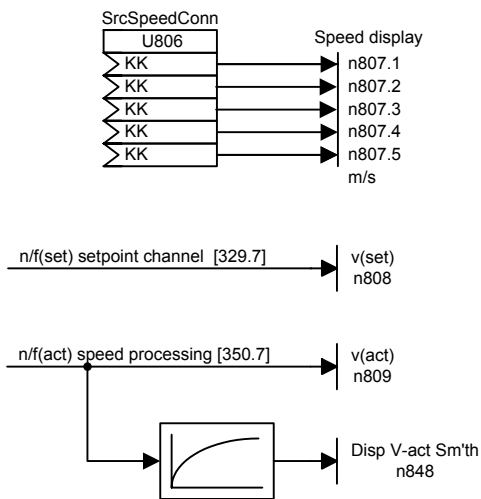 SrcSpeedConn
U806
Speed display
KK
n807.1
KK
n807.2
KK
n807.3
KK
n807.4
KK
n807.5
m/s
n/f(set) setpoint channel [329.7]
v(set)
n808
n/f(act) speed processing [350.7]
v(act)
n809
Disp V-act Sm'th
n848